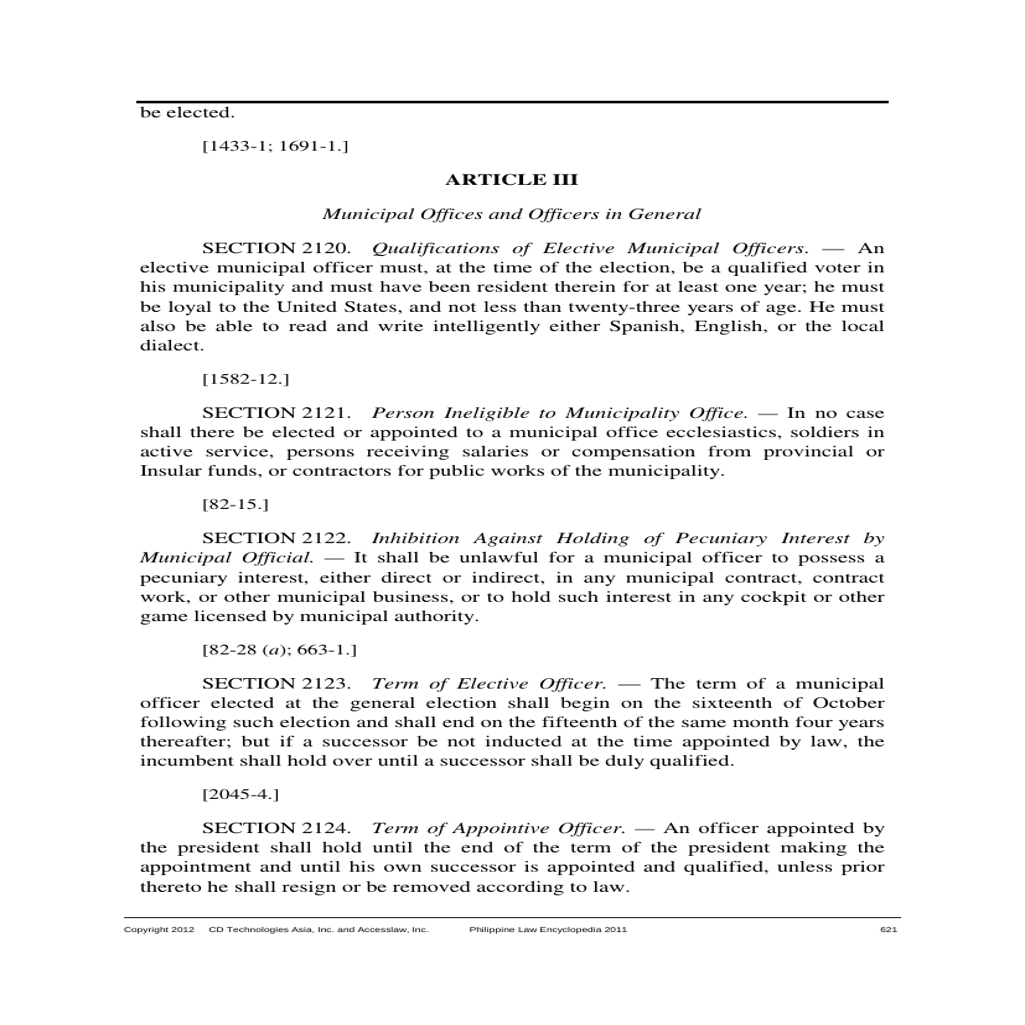 be elected.
[1433-1; 1691-1.]
ARTICLE III
Municipal Offices and Officers in General
SECTION 2120. Qualifications of Elective Municipal Officers. — An
elective municipal officer must, at the time of the election, be a qualified voter in
his municipality and must have been resident therein for at least one year; he must
be loyal to the United States, and not less than twenty-three years of age. He must
also be able to read and write intelligently either Spanish, English, or the local
dialect.
[1582-12.]
SECTION 2121. Person Ineligible to Municipality Office. — In no case
shall there be elected or appointed to a municipal office ecclesiastics, soldiers in
active service, persons receiving salaries or compensation from provincial or
Insular funds, or contractors for public works of the municipality.
[82-15.]
SECTION 2122. Inhibition Against Holding of Pecuniary Interest by
Municipal Official. — It shall be unlawful for a municipal officer to possess a
pecuniary interest, either direct or indirect, in any municipal contract, contract
work, or other municipal business, or to hold such interest in any cockpit or other
game licensed by municipal authority.
[82-28 (a); 663-1.]
SECTION 2123. Term of Elective Officer. — The term of a municipal
officer elected at the general election shall begin on the sixteenth of October
following such election and shall end on the fifteenth of the same month four years
thereafter; but if a successor be not inducted at the time appointed by law, the
incumbent shall hold over until a successor shall be duly qualified.
[2045-4.]
SECTION 2124. Term of Appointive Officer. — An officer appointed by
the president shall hold until the end of the term of the president making the
appointment and until his own successor is appointed and qualified, unless prior
thereto he shall resign or be removed according to law.
Copyright 2012 CD Technologies Asia, Inc. and Accesslaw, Inc. Philippine Law Encyclopedia 2011 621